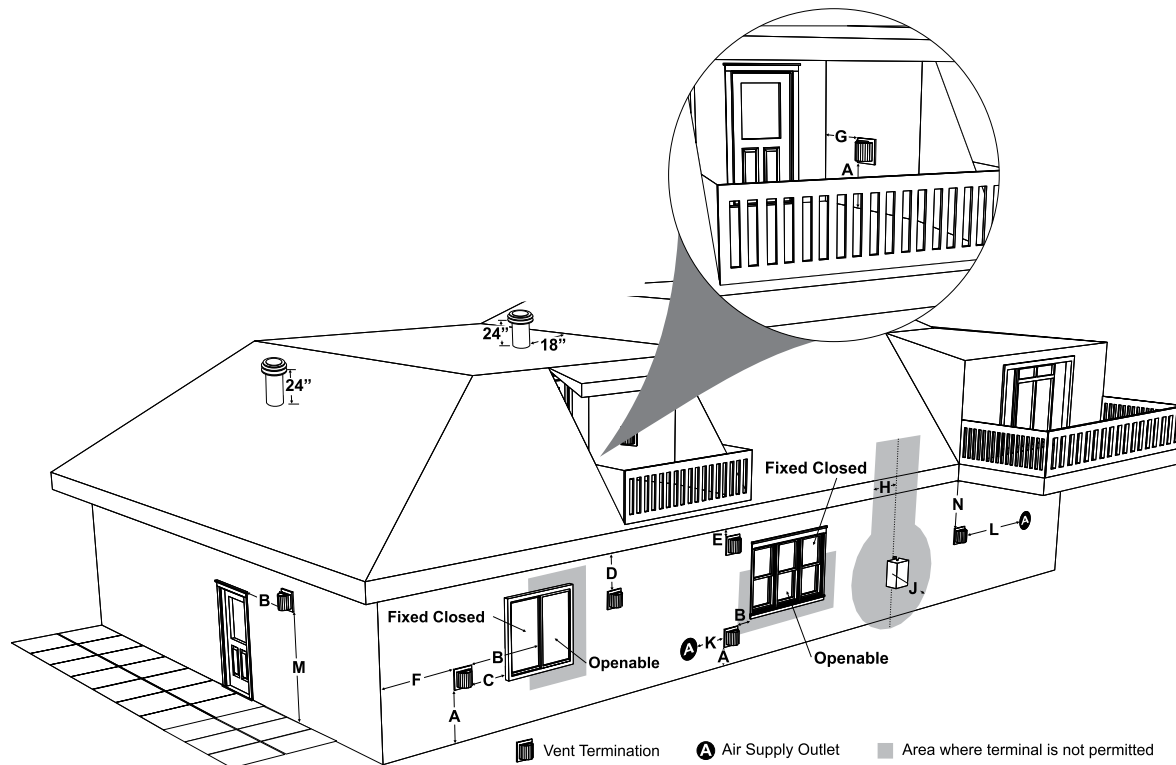 G
A
24”
18”
24”
Fixed Closed
H
N
L
A
E
D
B
Fixed Closed
J
B
K
A
A
Openable
B
Openable
F
C
M
A
Vent Termination
A Air Supply Outlet
Area where terminal is not permitted